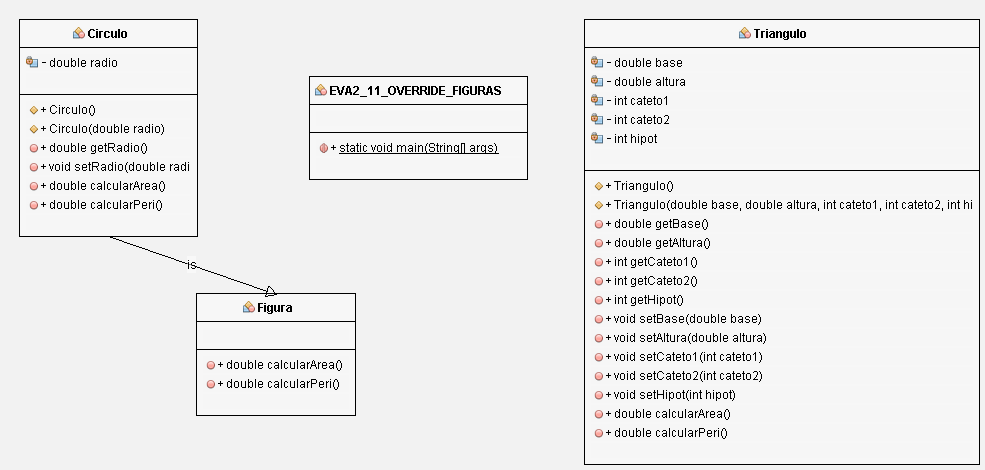 Circulo
- double radio
+ Circulo()
+ Circulo(double radio)
+ double getRadio()
+ void setRadio(double radi
+ double calcularArea()
+ double calcularPeri()
EVA2_11_OVERRIDE_FIGURAS
+ static void main(String[] args)
is
Figura
+ double calcularArea()
+ double calcularPeri()
Triangulo
- double base
- double altura
- int cateto1
- int cateto2
- int hipot
+ Triangulo()
+ Triangulo(double base, double altura, int cateto1, int cateto2, int hi
+ double getBase()
+ double getAltura()
+ int getCateto1()
+ int getCateto2()
+ int getHipot()
+ void setBase(double base)
+ void setAltura(double altura)
+ void setCateto1(int cateto1)
+ void setCateto2(int cateto2)
+ void setHipot(int hipot)
+ double calcularArea()
+ double calcularPeri()